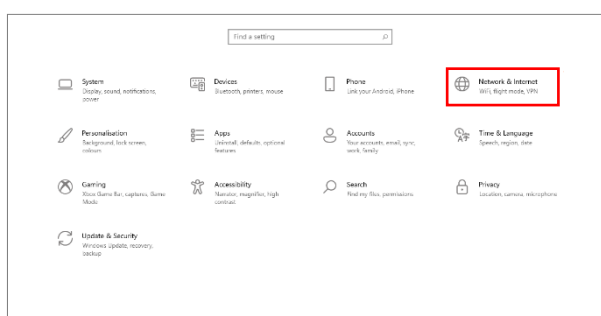 Find a setting
System
Display, sound, notifications,
power
Devices
Bluetooth, printers, mouse
Phone
Link your Android, iPhone
Network & Internet
WiFi, flight mode, VPN
Personalisation
Background, lock screen,
colours
Apps
Uninstall, defaults, optional
features
Accounts
Your accounts, email, sync,
work, family
Time & Language
Speech, region, date
Gaming
Xbox Game Bar, captures, Game
Mode
Accessibility
Narrator, magnifier, high
contrast
Search
Find my files, permissions
Privacy
Location, camera, microphone
Update & Security
Windows Update, recovery,
backup